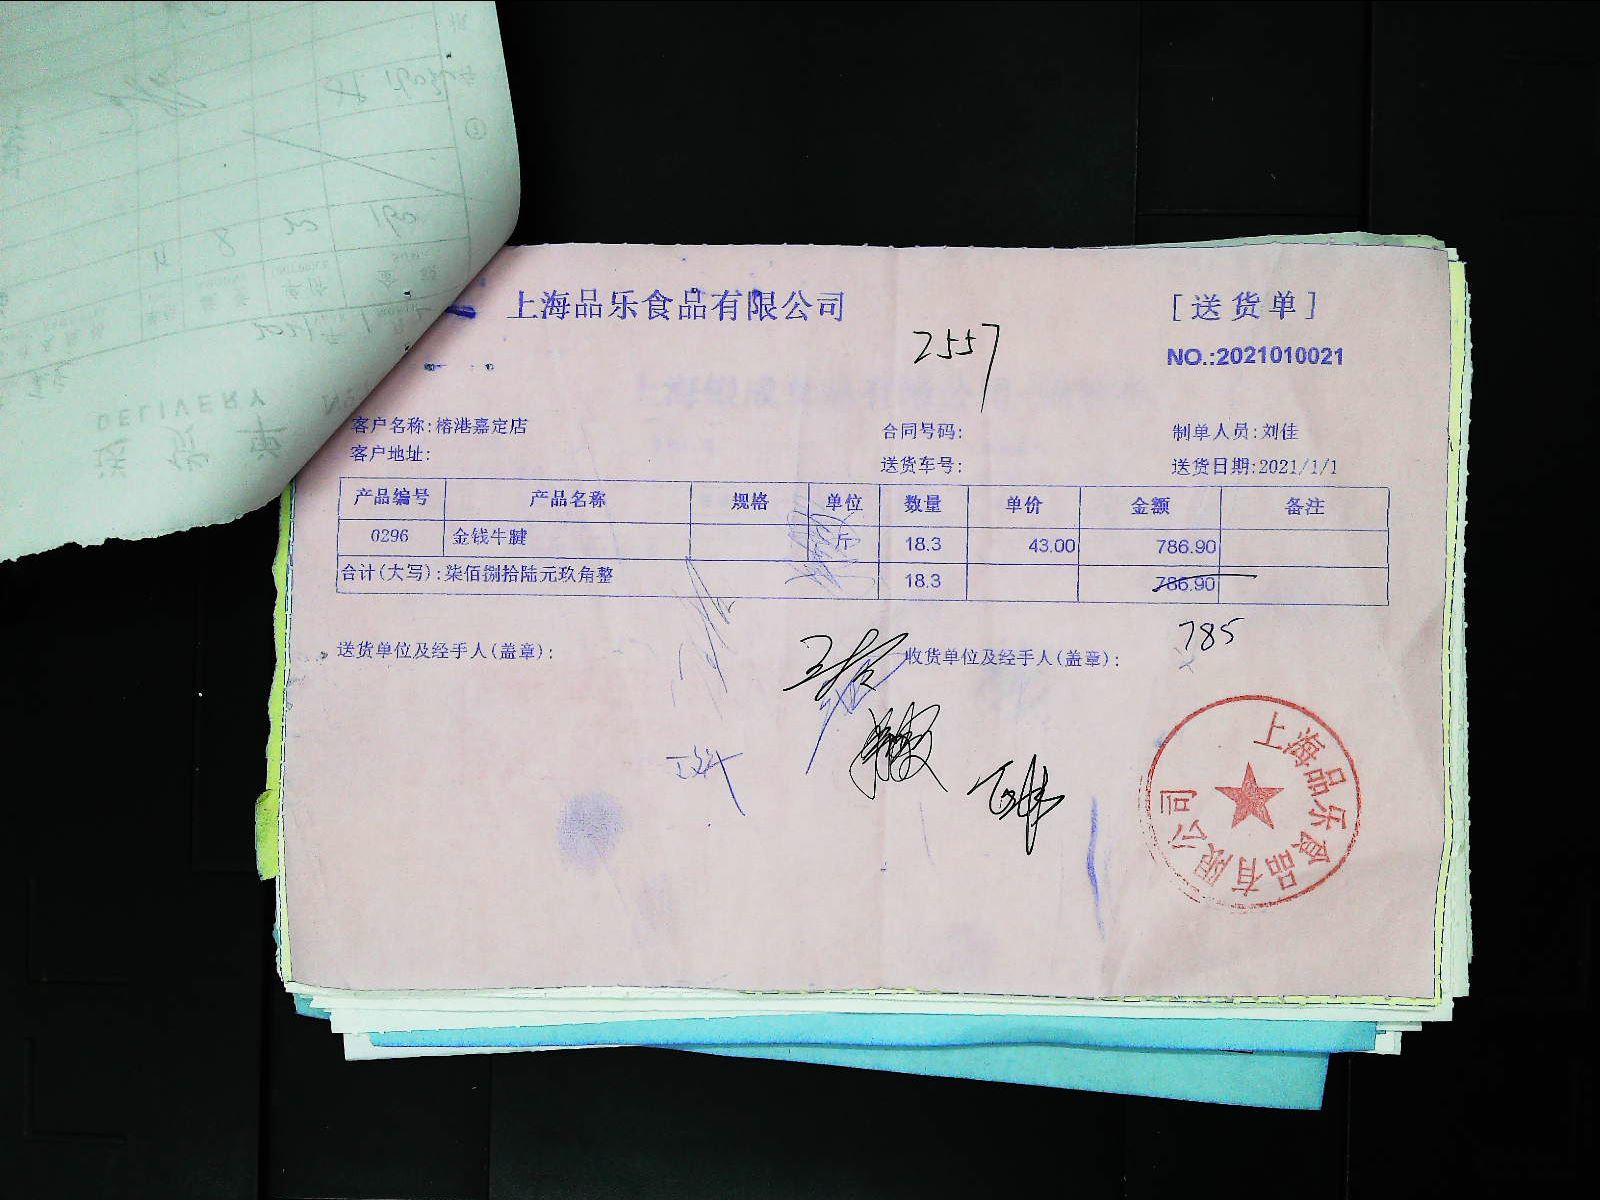 上海品乐食品有限公司
[送货单]
2557
NO.:2021010021
客户名称:椿港嘉定店
合同号码:
制单人员:刘佳
客户地址:
送货车号:
送货日期:2021/1/1
产品编号 产品名称 规格 单位 数量 单价 金额 备注
0296 金钱牛腱 斤 18.3 43.00 786.90
合计(大写):柒佰捌拾陆元玖角整 18.3 786.90
785
送货单位及经手人(盖章):
收货单位及经手人(盖章):
上海品乐食品有限公司
DELIVERY